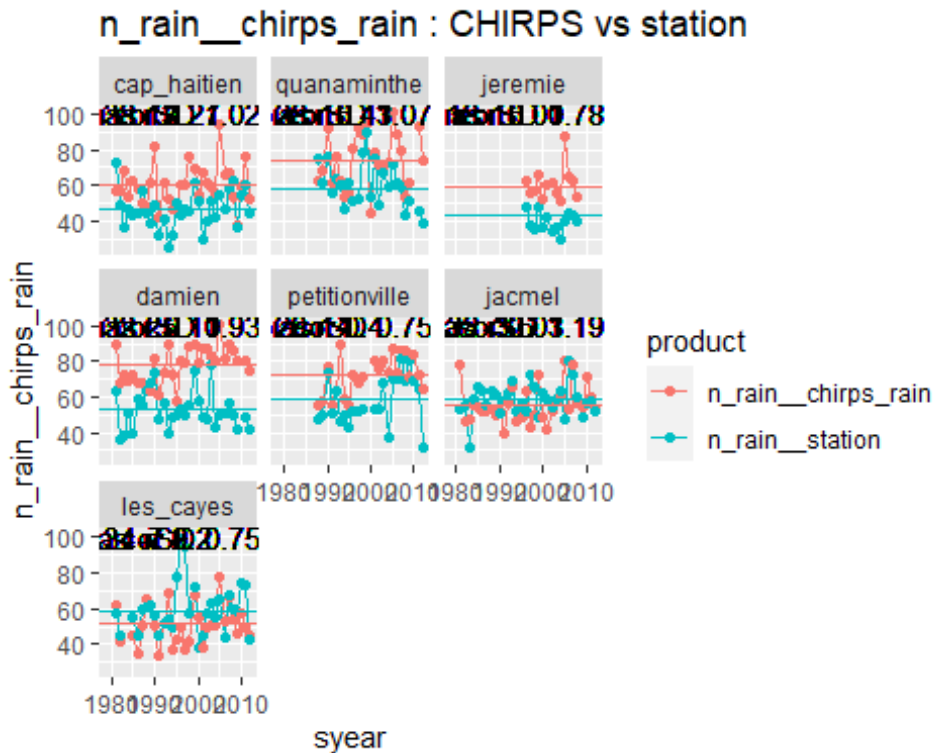 n_rain__chirps_rain : CHIRPS vs station
cap_haitien
quanaminthe
jeremie
100
80
60
40
damien
petitionville
jacmel
100
80
60
40
1980 1990 2000 2010
1980 1990 2000 2010
les_cayes
100
80
60
40
1980 1990 2000 2010
syear
n_rain__chirps_rain
product
n_rain__chirps_rain
n_rain__station